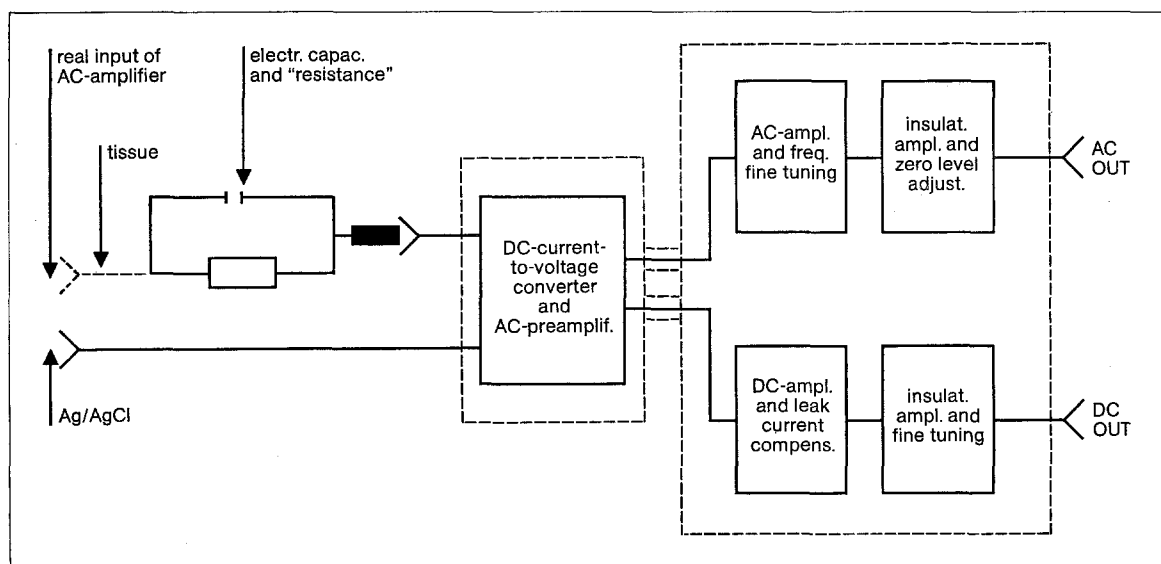 real input of
AC-amplifier
electr. capac.
and "resistance"
tissue
Ag/AgCl
DC-current-
to-voltage
converter
and
AC-preamplif.
AC-ampl.
and freq.
fine tuning
insulat.
ampl. and
zero level
adjust.
AC
OUT
DC-ampl.
and leak
current
compens.
insulat.
ampl. and
fine tuning
DC
OUT